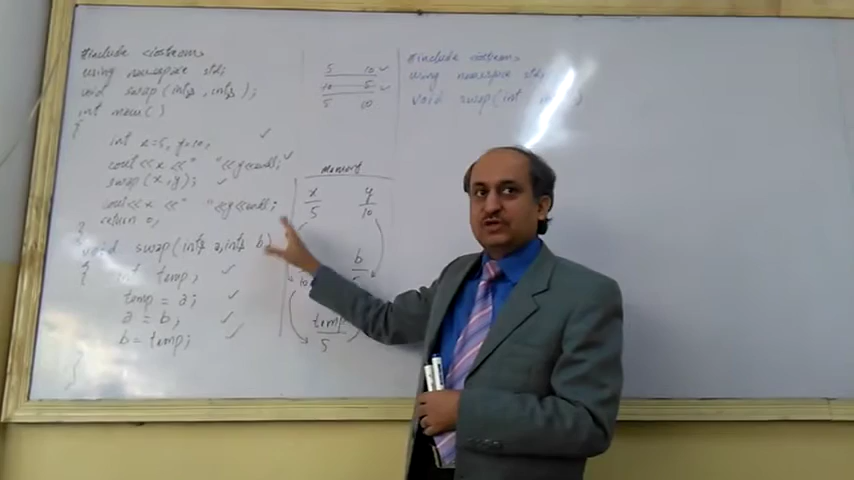 #include <iostream>
using namespace std;
void swap(int&, int&);
int main()
{
int x=5, y=10;
cout<<x <<" "<<y<<endl;
swap(x,y);
cout<<x <<" "<<y<<endl;
return 0;
}
void swap(int& a, int& b)
{ int temp;
temp = a;
a = b;
b = temp;
}
5 10
10 5
5 10
memory
x y
5 10
b
10 5
temp
5
#include <iostream>
using namespace std;
void swap(int